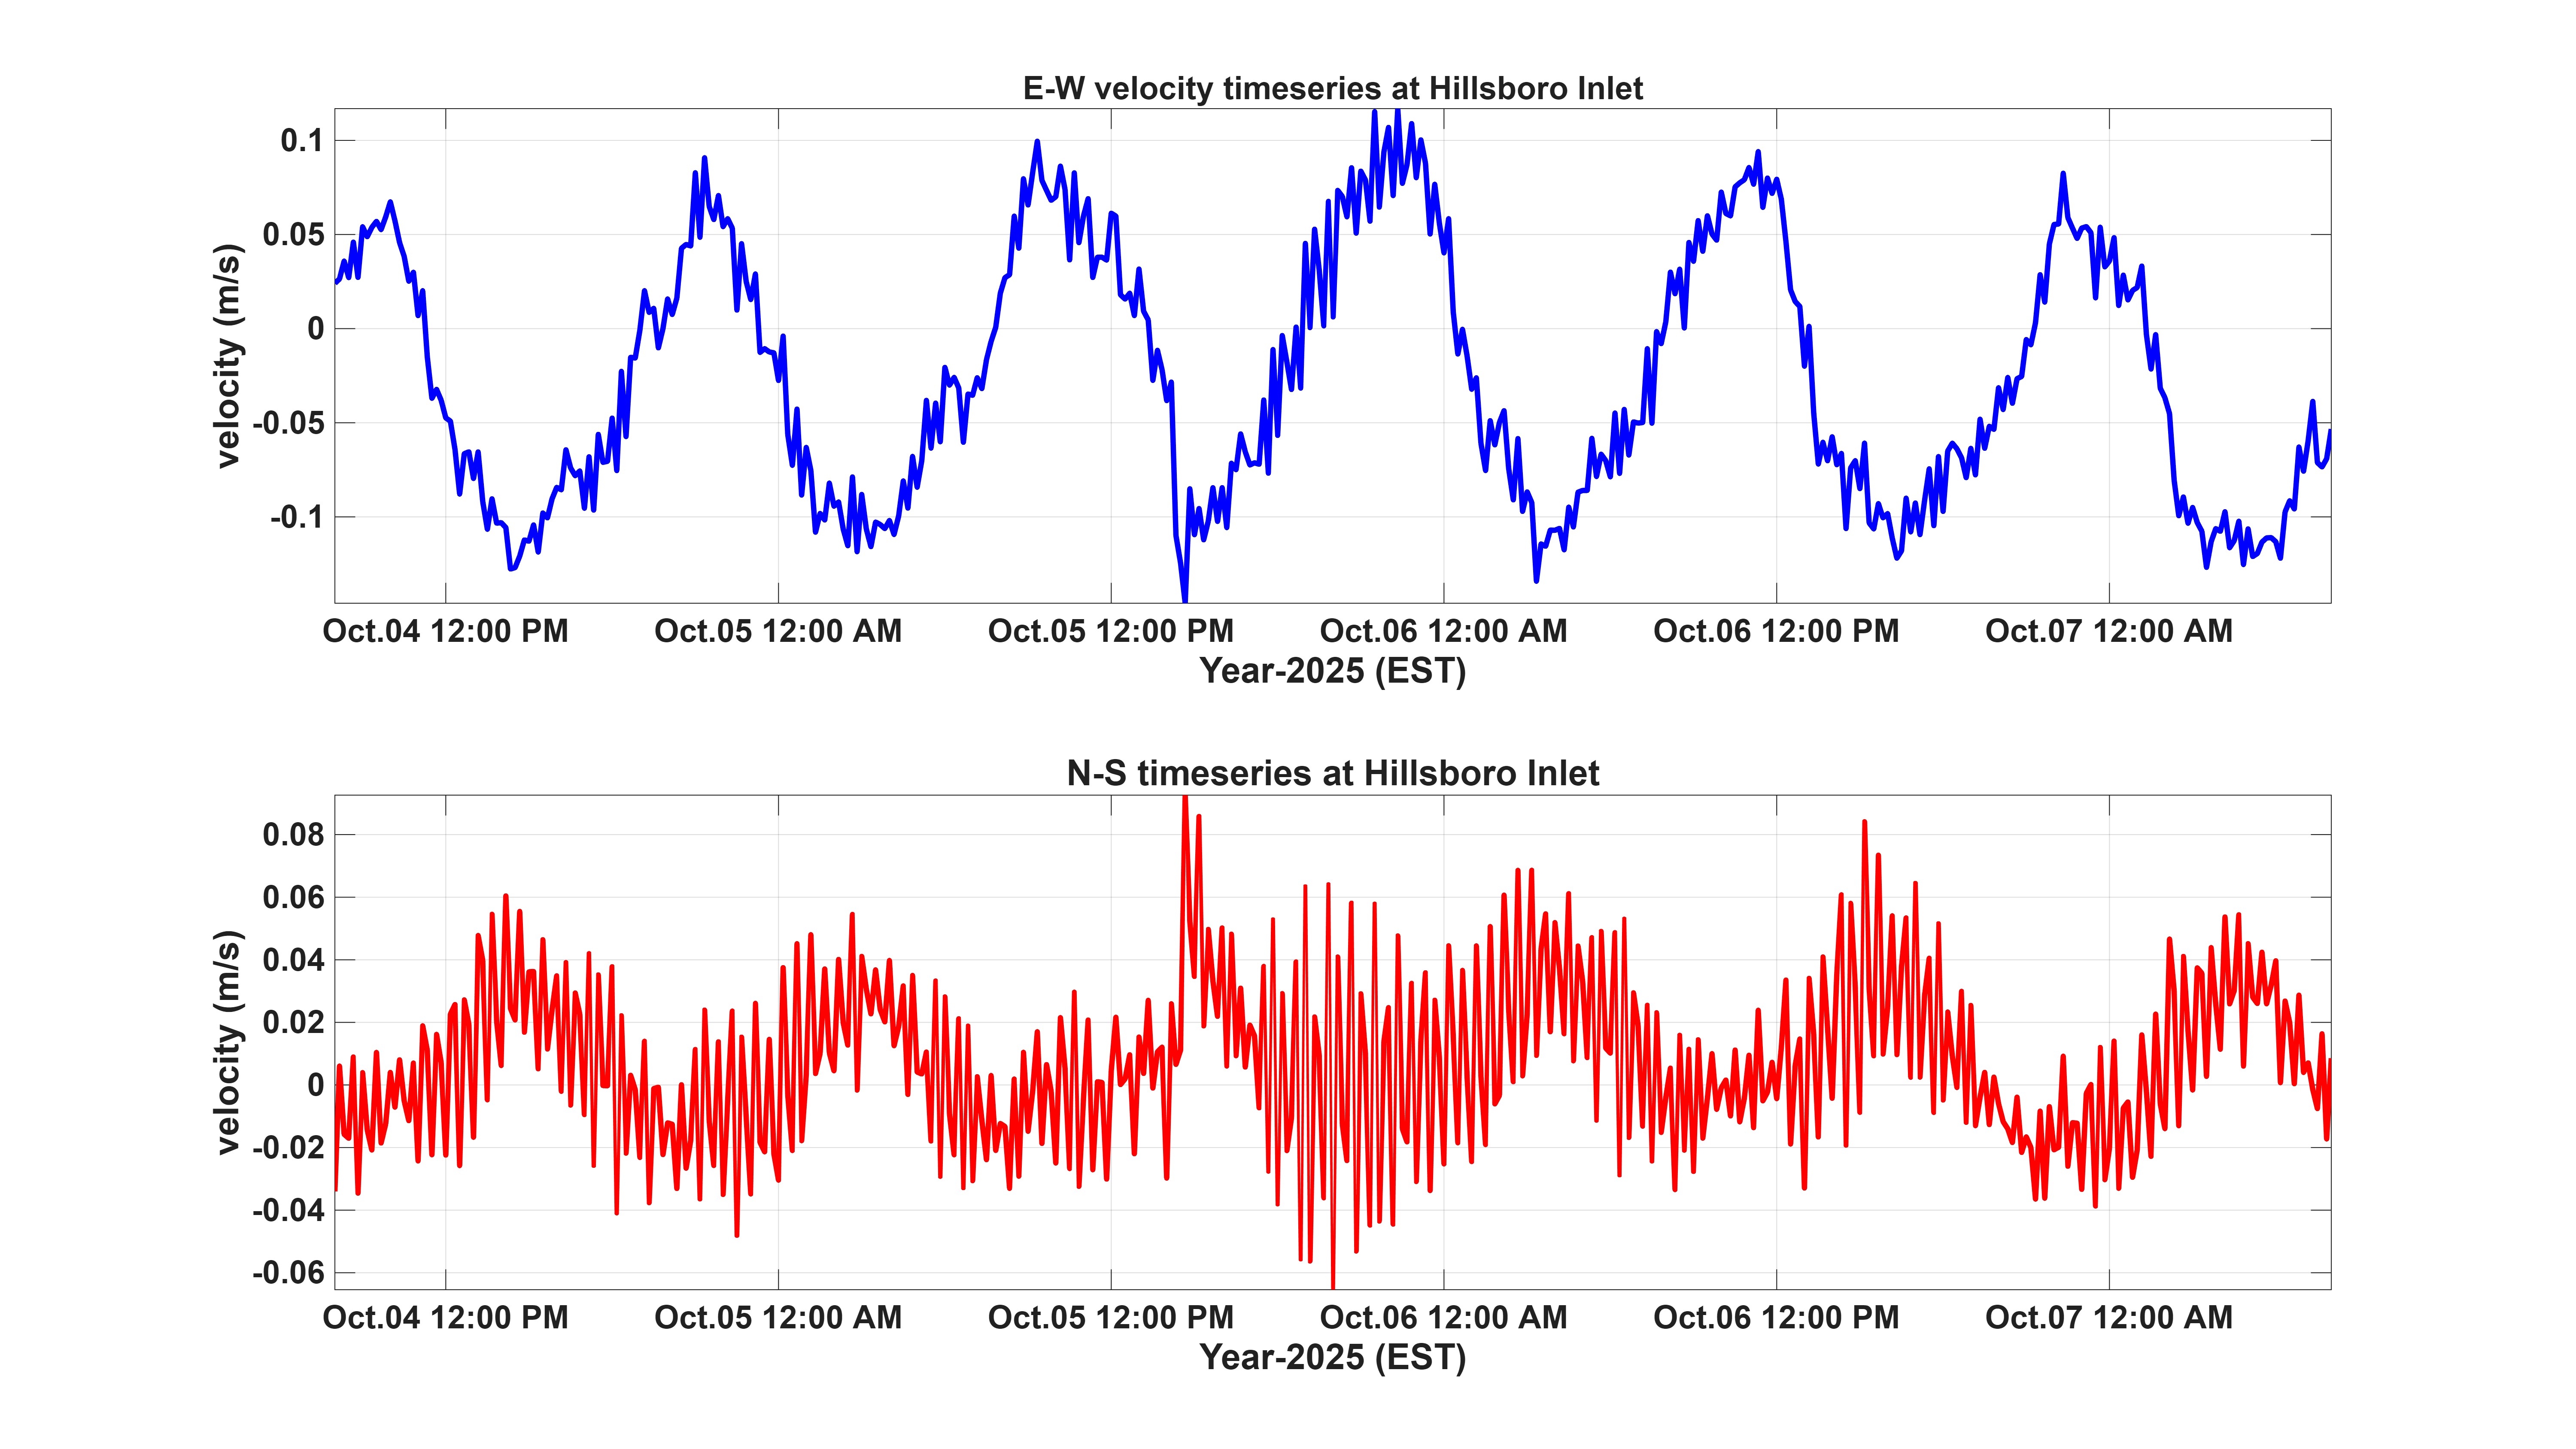 E-W velocity timeseries at Hillsboro Inlet
0.1
0.05
0
-0.05
-0.1
velocity (m/s)
Oct.04 12:00 PM Oct.05 12:00 AM Oct.05 12:00 PM Oct.06 12:00 AM Oct.06 12:00 PM Oct.07 12:00 AM
Year-2025 (EST)
N-S timeseries at Hillsboro Inlet
0.08
0.06
0.04
0.02
0
-0.02
-0.04
-0.06
velocity (m/s)
Oct.04 12:00 PM Oct.05 12:00 AM Oct.05 12:00 PM Oct.06 12:00 AM Oct.06 12:00 PM Oct.07 12:00 AM
Year-2025 (EST)